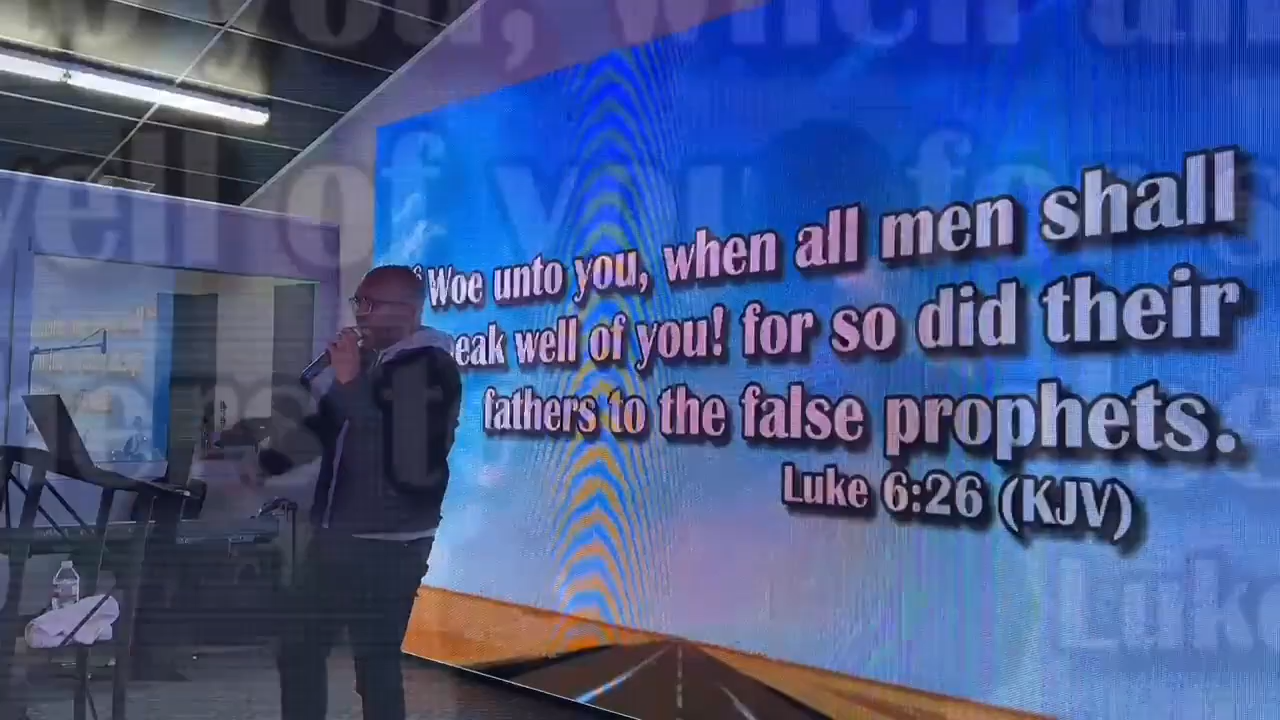 6 Woe unto you, when all men shall
eak well of you! for so did their
fathers to the false prophets.
Luke 6:26 (KJV)